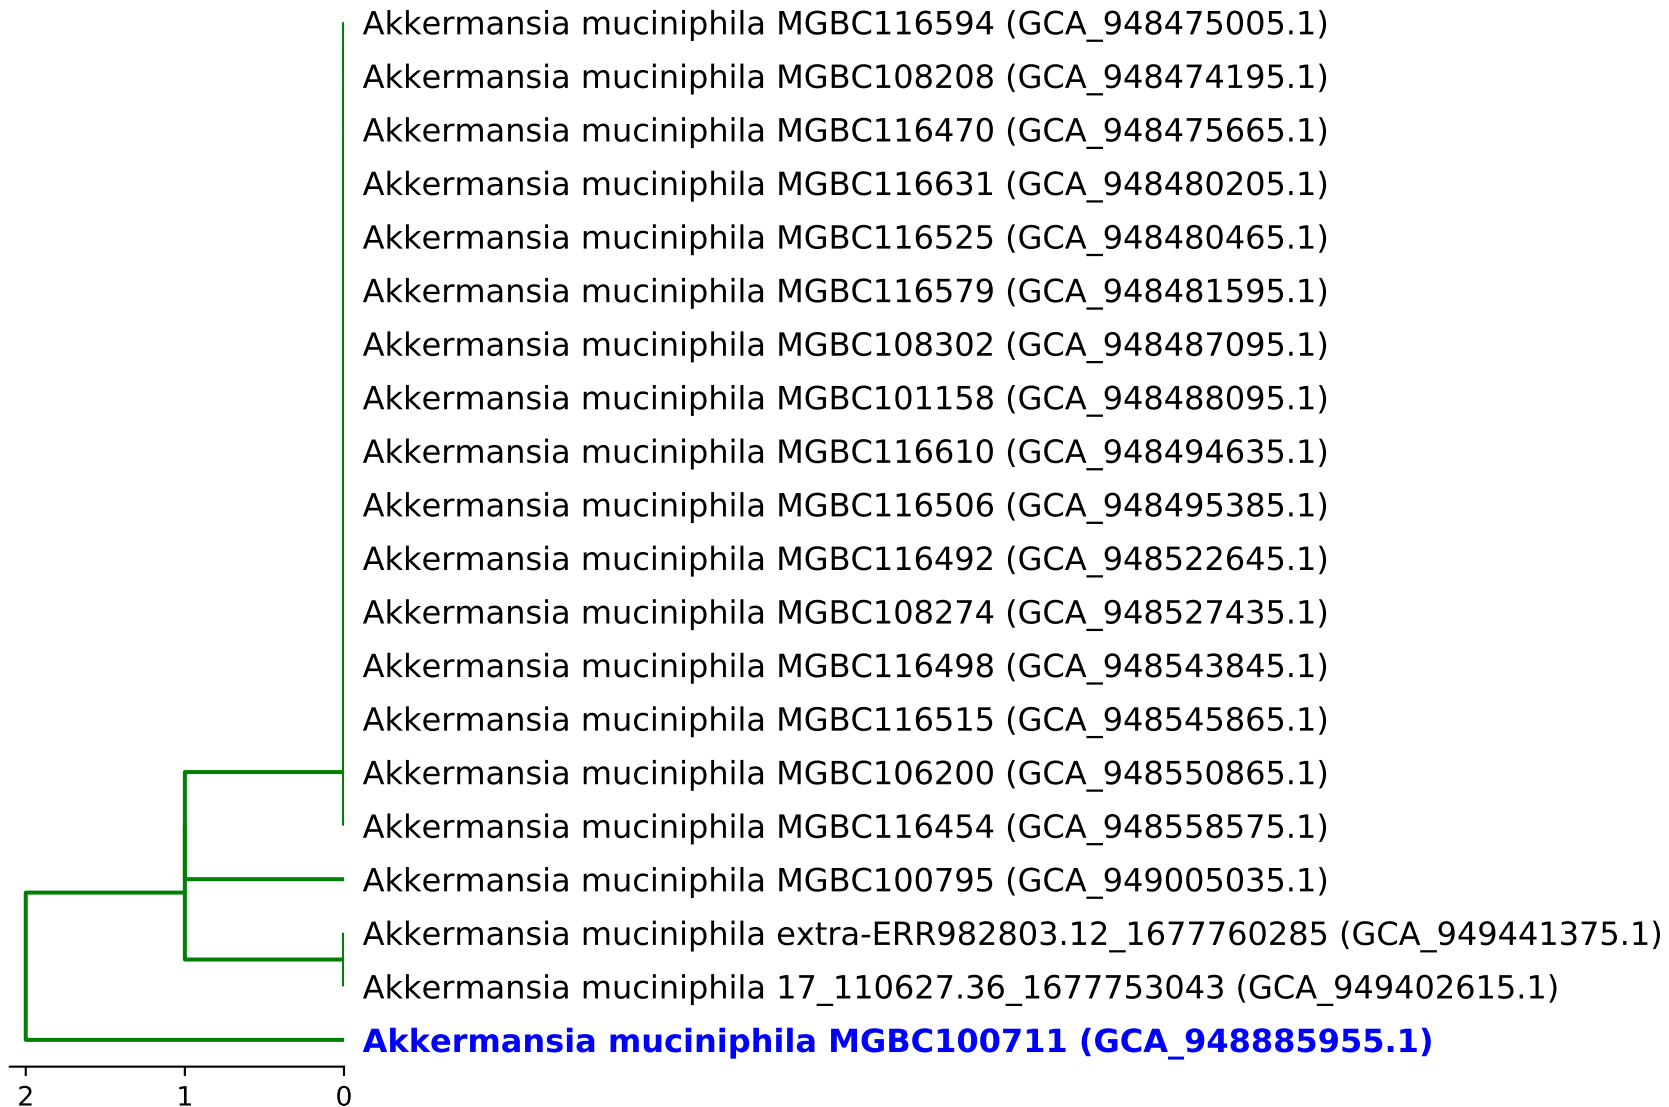 Akkermansia muciniphila MGBC116594 (GCA_948475005.1)
Akkermansia muciniphila MGBC108208 (GCA_948474195.1)
Akkermansia muciniphila MGBC116470 (GCA_948475665.1)
Akkermansia muciniphila MGBC116631 (GCA_948480205.1)
Akkermansia muciniphila MGBC116525 (GCA_948480465.1)
Akkermansia muciniphila MGBC116579 (GCA_948481595.1)
Akkermansia muciniphila MGBC108302 (GCA_948487095.1)
Akkermansia muciniphila MGBC101158 (GCA_948488095.1)
Akkermansia muciniphila MGBC116610 (GCA_948494635.1)
Akkermansia muciniphila MGBC116506 (GCA_948495385.1)
Akkermansia muciniphila MGBC116492 (GCA_948522645.1)
Akkermansia muciniphila MGBC108274 (GCA_948527435.1)
Akkermansia muciniphila MGBC116498 (GCA_948543845.1)
Akkermansia muciniphila MGBC116515 (GCA_948545865.1)
Akkermansia muciniphila MGBC106200 (GCA_948550865.1)
Akkermansia muciniphila MGBC116454 (GCA_948558575.1)
Akkermansia muciniphila MGBC100795 (GCA_949005035.1)
Akkermansia muciniphila extra-ERR982803.12_1677760285 (GCA_949441375.1)
Akkermansia muciniphila 17_110627.36_1677753043 (GCA_949402615.1)
Akkermansia muciniphila MGBC100711 (GCA_948885955.1)
2 1 0